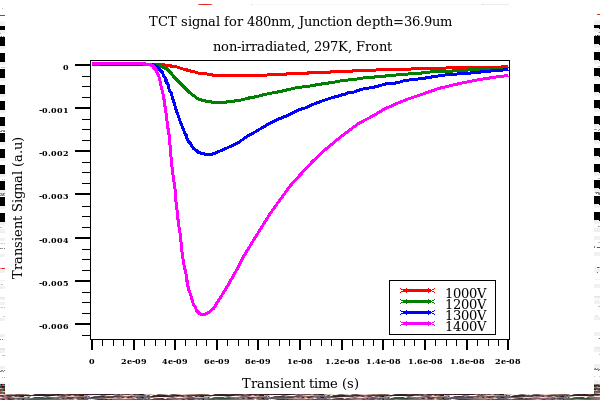 TCT signal for 480nm, Junction depth=36.9um
non-irradiated, 297K, Front
Transient Signal (a.u)
0
-0.001
-0.002
-0.003
-0.004
-0.005
-0.006
0 2e-09 4e-09 6e-09 8e-09 1e-08 1.2e-08 1.4e-08 1.6e-08 1.8e-08 2e-08
Transient time (s)
1000V
1200V
1300V
1400V